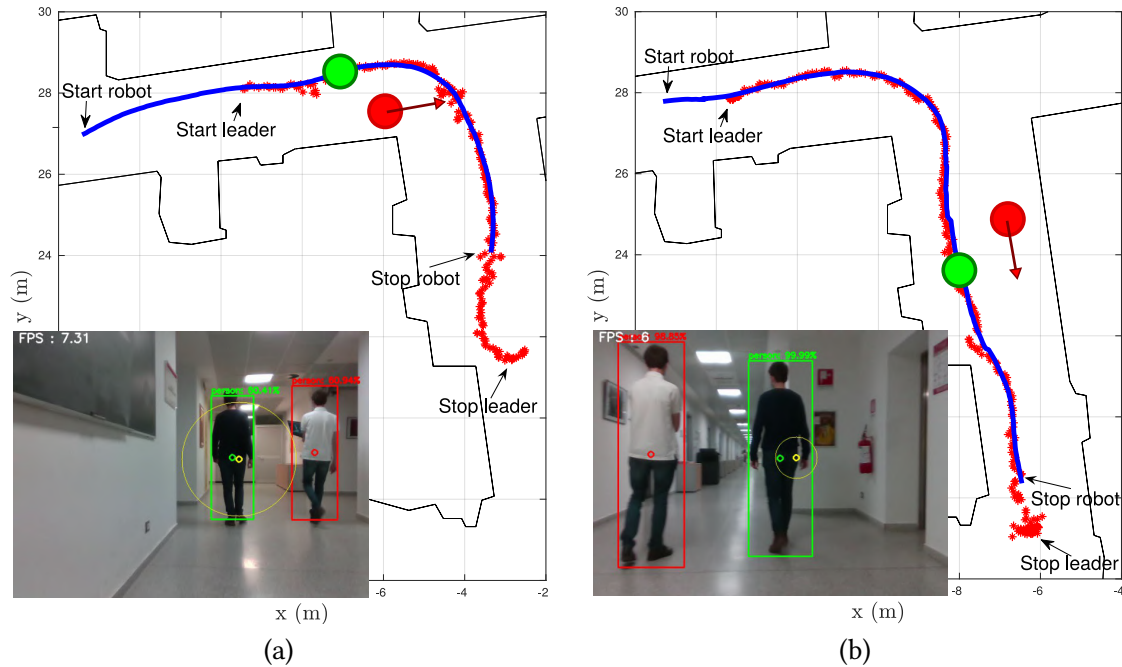 30
28
26
24
y (m)
Start robot
Start leader
Stop robot
Stop leader
FPS : 7.31
-6
-4
-2
x (m)
(a)
30
28
26
24
y (m)
Start robot
Start leader
Stop robot
Stop leader
person: 99.99%
-8
-6
-4
x (m)
(b)